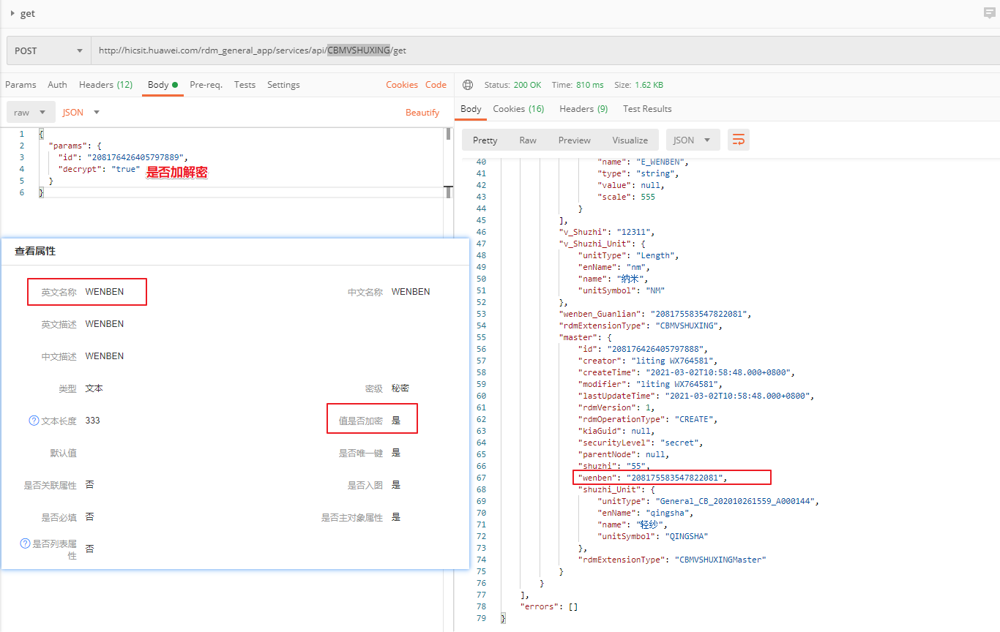 get
POST
http://hicsit.huawei.com/rdm_general_app/services/api/CBMVSHUXING/get
Params Auth Headers (12) Body Pre-req. Tests Settings Cookies Code
raw JSON Beautify
1 {
2 "params": {
3 "id": "208176426405797889",
4 "decrypt": "true" 是否加解密
5 }
6 }
查看属性
英文名称 WENBEN 中文名称 WENBEN
英文描述 WENBEN
中文描述 WENBEN
类型 文本 密级 秘密
? 文本长度 333 值是否加密 是
默认值 是否唯一键 是
是否关联属性 否 是否入图 是
是否必填 否 是否主对象属性 是
? 是否列表属
性 否
Status: 200 OK Time: 810 ms Size: 1.62 KB
Body Cookies (16) Headers (9) Test Results
Pretty Raw Preview Visualize JSON
40 "name": "E_WENBEN",
41 "type": "string",
42 "value": null,
43 "scale": 555
44 }
45 ],
46 "v_Shuzhi": "12311",
47 "v_Shuzhi_Unit": {
48 "unitType": "Length",
49 "enName": "nm",
50 "name": "纳米",
51 "unitSymbol": "NM"
52 },
53 "wenben_Guanlian": "208175583547822081",
54 "rdmExtensionType": "CBMVSHUXING",
55 "master": {
56 "id": "208176426405797888",
57 "creator": "liting WX764581",
58 "createTime": "2021-03-02T10:58:48.000+0800",
59 "modifier": "liting WX764581",
60 "lastUpdateTime": "2021-03-02T10:58:48.000+0800",
61 "rdmVersion": 1,
62 "rdmOperationType": "CREATE",
63 "kiaGuid": null,
64 "securityLevel": "secret",
65 "parentNode": null,
66 "shuzhi": "55",
67 "wenben": "208175583547822081",
68 "shuzhi_Unit": {
69 "unitType": "General_CB_202010261559_A000144",
70 "enName": "qingsha",
71 "name": "轻纱",
72 "unitSymbol": "QINGSHA"
73 },
74 "rdmExtensionType": "CBMVSHUXINGMaster"
75 }
76 }
77 ],
78 "errors": []
79 }